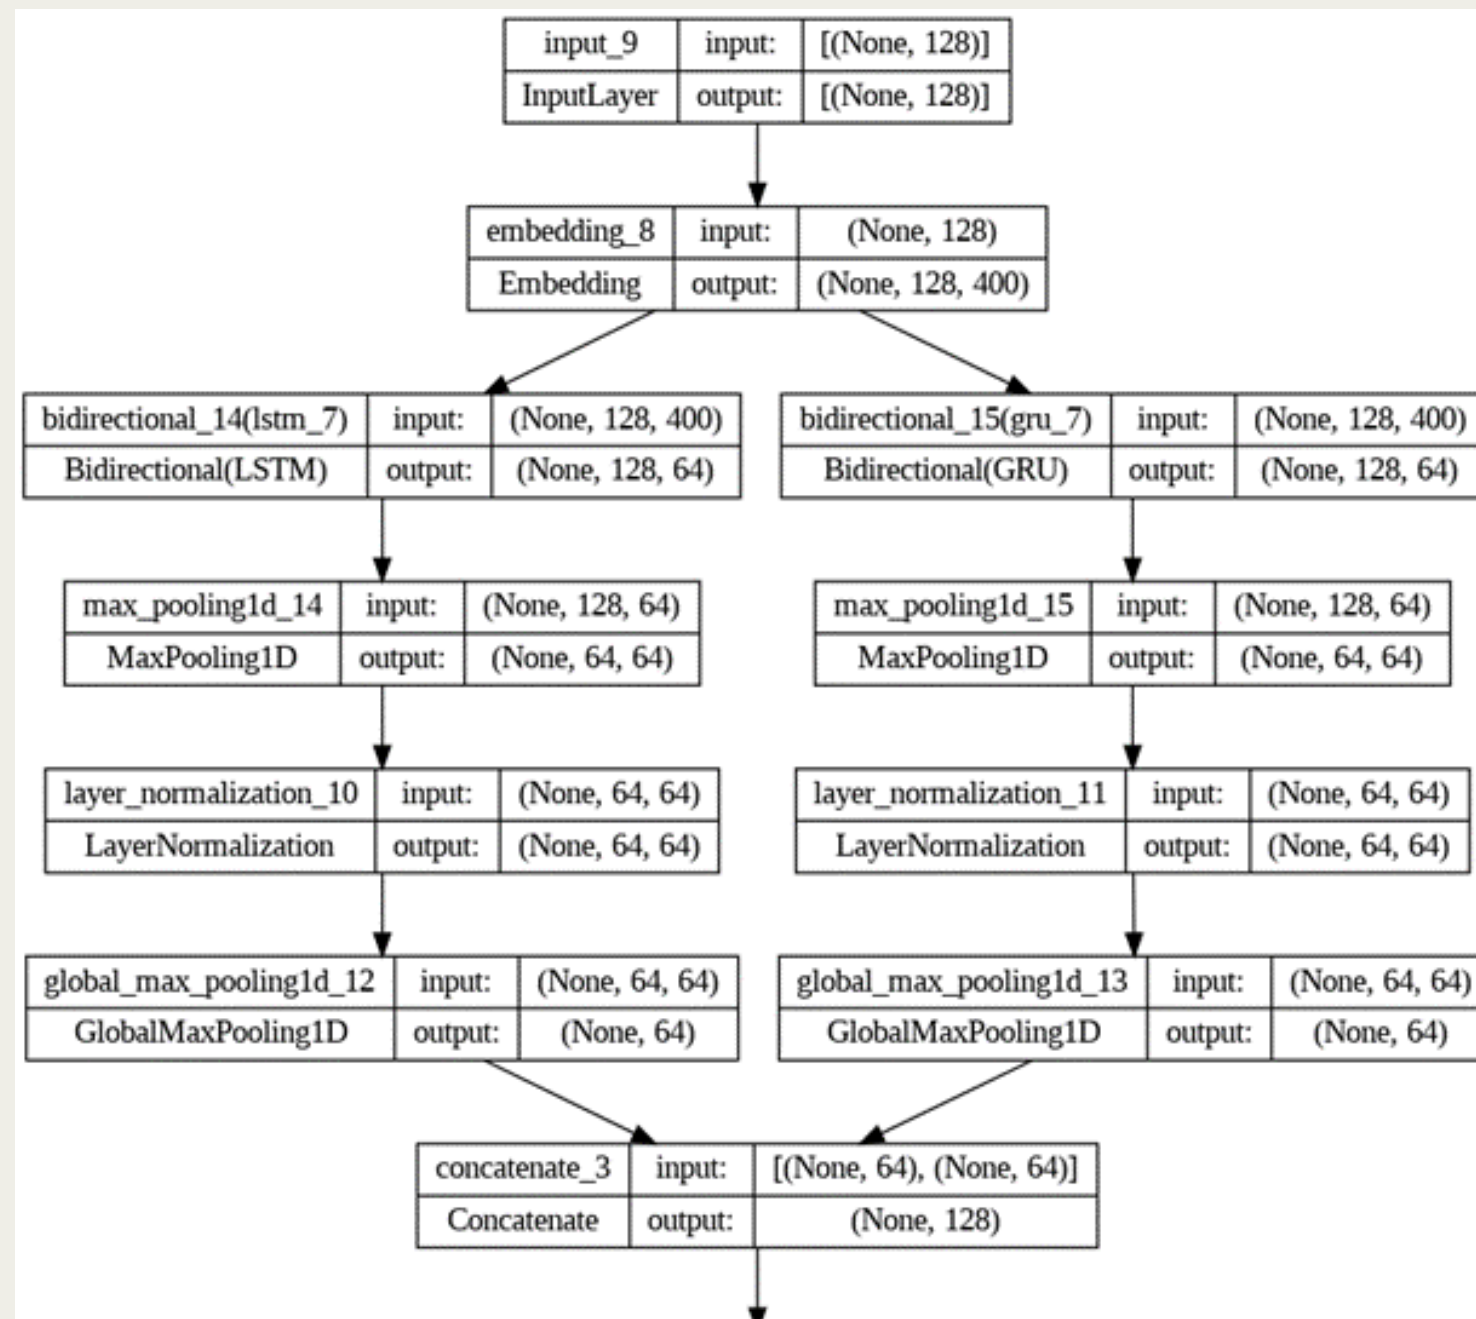 input_9 input: [(None, 128)]
InputLayer output: [(None, 128)]
embedding_8 input: (None, 128)
Embedding output: (None, 128, 400)
bidirectional_14(lstm_7) input: (None, 128, 400)
Bidirectional(LSTM) output: (None, 128, 64)
bidirectional_15(gru_7) input: (None, 128, 400)
Bidirectional(GRU) output: (None, 128, 64)
max_pooling1d_14 input: (None, 128, 64)
MaxPooling1D output: (None, 64, 64)
max_pooling1d_15 input: (None, 128, 64)
MaxPooling1D output: (None, 64, 64)
layer_normalization_10 input: (None, 64, 64)
LayerNormalization output: (None, 64, 64)
layer_normalization_11 input: (None, 64, 64)
LayerNormalization output: (None, 64, 64)
global_max_pooling1d_12 input: (None, 64, 64)
GlobalMaxPooling1D output: (None, 64)
global_max_pooling1d_13 input: (None, 64, 64)
GlobalMaxPooling1D output: (None, 64)
concatenate_3 input: [(None, 64), (None, 64)]
Concatenate output: (None, 128)